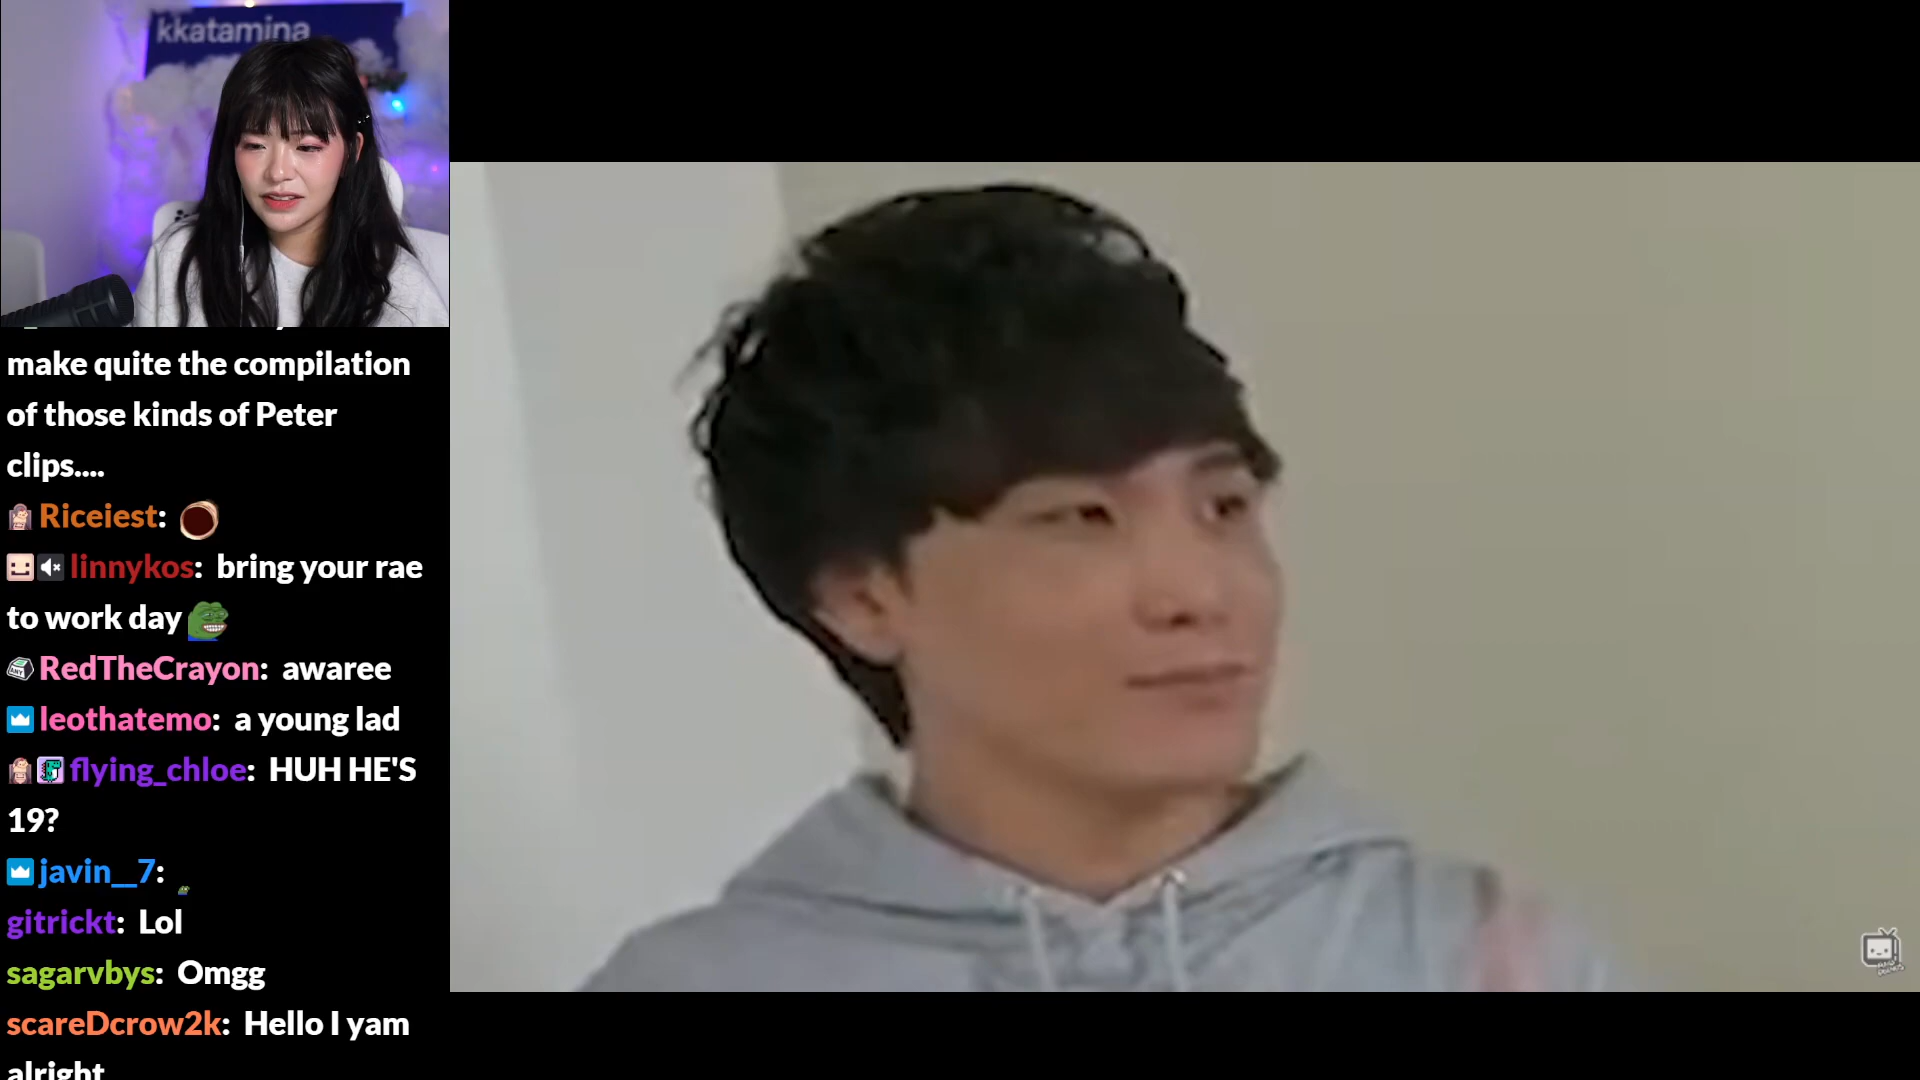 kkatamina
make quite the compilation
of those kinds of Peter
clips....
Riceiest:
linnykos: bring your rae
to work day
RedTheCrayon: awaree
leothatemo: a young lad
flying_chloe: HUH HE'S
19?
javin__7:
gitrickt: Lol
sagarvbys: Omgg
scareDcrow2k: Hello I yam
alright